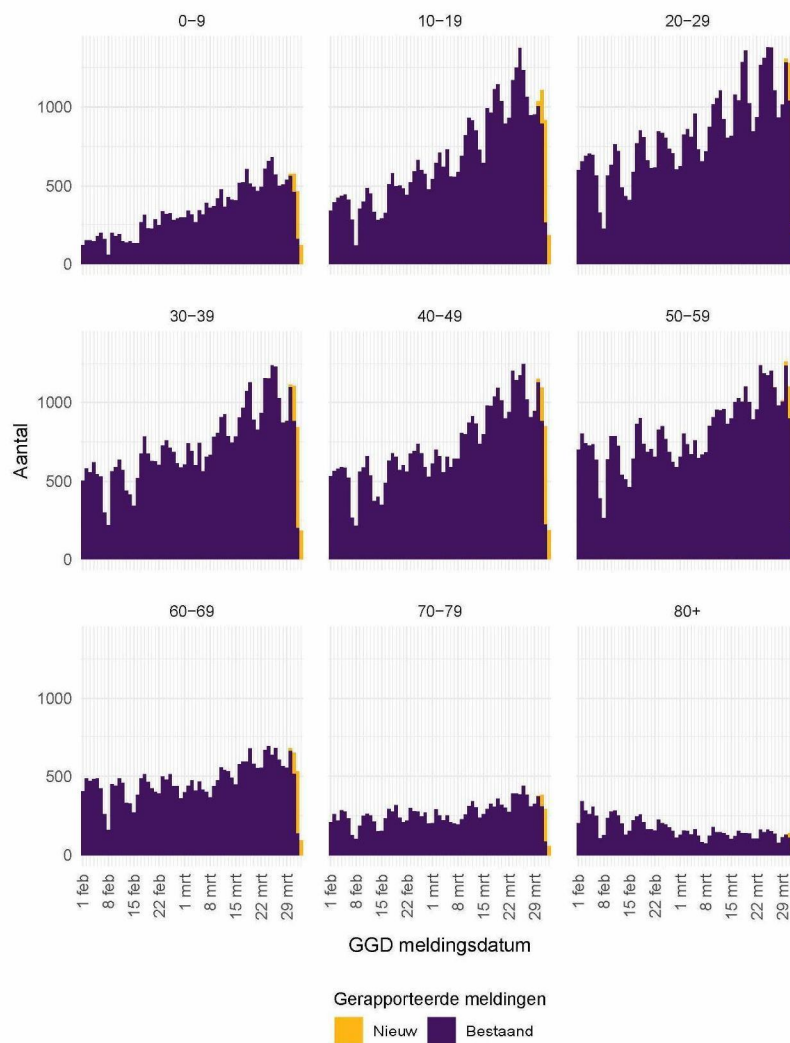 0−9
10−19
20−29
1000
500
0
30−39
40−49
50−59
1000
500
0
Aantal
60−69
70−79
80+
1000
500
0
1 feb
8 feb
15 feb
22 feb
1 mrt
8 mrt
15 mrt
22 mrt
29 mrt
1 feb
8 feb
15 feb
22 feb
1 mrt
8 mrt
15 mrt
22 mrt
29 mrt
1 feb
8 feb
15 feb
22 feb
1 mrt
8 mrt
15 mrt
22 mrt
29 mrt
GGD meldingsdatum
Gerapporteerde meldingen
Nieuw Bestaand